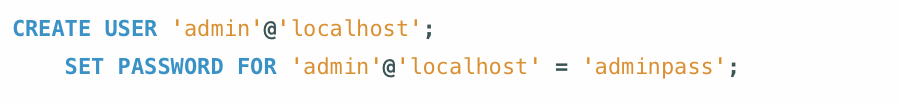 CREATE USER 'admin'@'localhost';
    SET PASSWORD FOR 'admin'@'localhost' = 'adminpass';